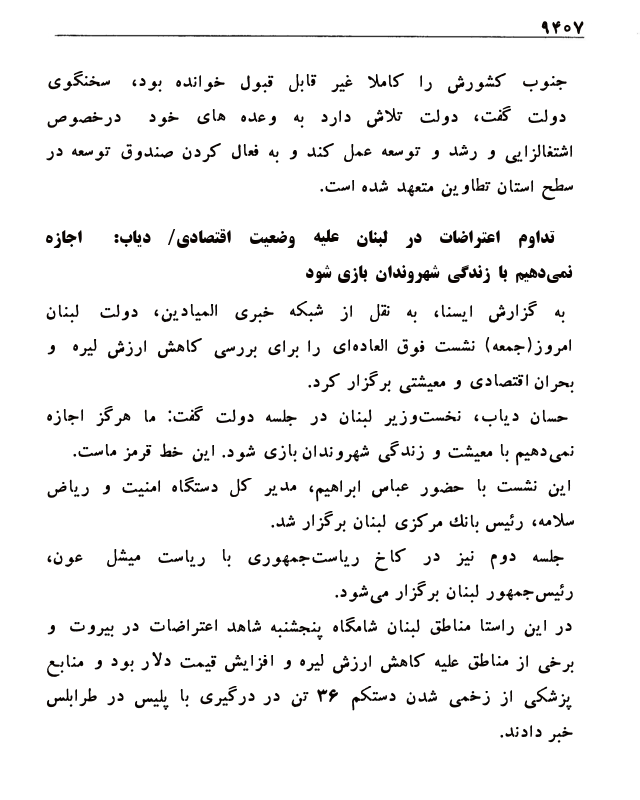 ۹۴۰۷
جنوب کشورش را کاملا غیر قابل قبول خوانده بود، سخنگوی
دولت گفت، دولت تلاش دارد به وعده های خود درخصوص
اشتغالزایی و رشد و توسعه عمل کند و به فعال کردن صندوق توسعه در
سطح استان تطاوین متعهد شده است.
تداوم اعتراضات در لبنان علیه وضعیت اقتصادی/ دیاب: اجازه
نمی‌دهیم با زندگی شهروندان بازی شود
به گزارش ایسنا، به نقل از شبکه خبری المیادین، دولت لبنان
امروز(جمعه) نشست فوق العاده‌ای را برای بررسی کاهش ارزش لیره و
بحران اقتصادی و معیشتی برگزار کرد.
حسان دیاب، نخست‌وزیر لبنان در جلسه دولت گفت: ما هرگز اجازه
نمی‌دهیم با معیشت و زندگی شهروندان بازی شود. این خط قرمز ماست.
این نشست با حضور عباس ابراهیم، مدیر کل دستگاه امنیت و ریاض
سلامه، رئیس بانك مرکزی لبنان برگزار شد.
جلسه دوم نیز در کاخ ریاست‌جمهوری با ریاست میشل عون،
رئیس‌جمهور لبنان برگزار می‌شود.
در این راستا مناطق لبنان شامگاه پنجشنبه شاهد اعتراضات در بیروت و
برخی از مناطق علیه کاهش ارزش لیره و افزایش قیمت دلار بود و منابع
پزشکی از زخمی شدن دستکم ۳۶ تن در درگیری با پلیس در طرابلس
خبر دادند.